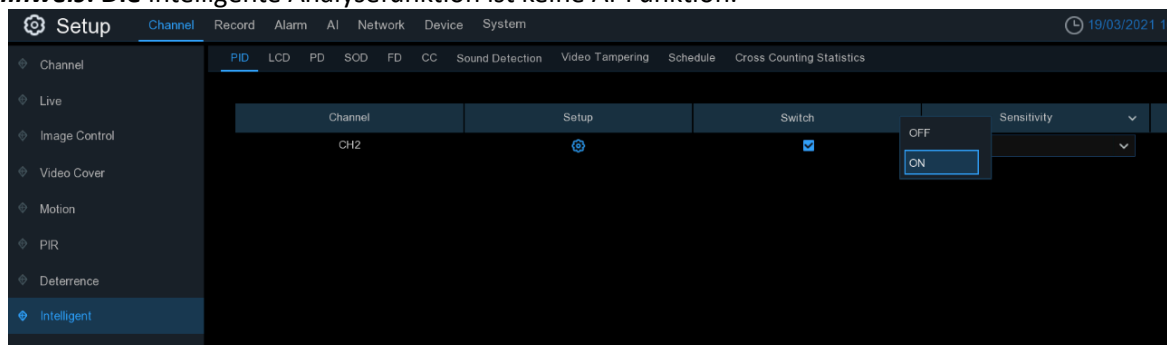 Die intelligente Analysefunktion ist keine
Setup Channel Record Alarm AI Network Device System 19/03/2021 1
Channel PID LCD PD SOD FD CC Sound Detection Video Tampering Schedule Cross Counting Statistics
Live
Channel Setup Switch Sensitivity
Image Control
CH2
OFF
ON
Video Cover
Motion
PIR
Deterrence
Intelligent